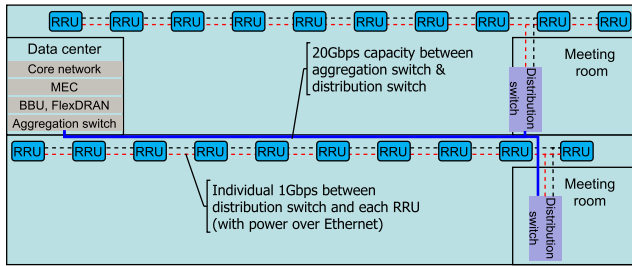 RRU RRU RRU RRU RRU RRU RRU RRU RRU RRU
Data center
Core network
MEC
BBU, FlexDRAN
Aggregation switch
20Gbps capacity between
aggregation switch &
distribution switch
Meeting
room
Distribution
switch
RRU RRU RRU RRU RRU RRU RRU RRU RRU RRU
Individual 1Gbps between
distribution switch and each RRU
(with power over Ethernet)
Meeting
room
Distribution
switch